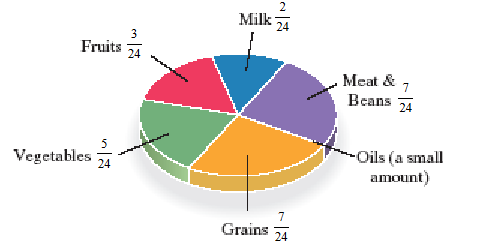 Milk 2/24
Fruits 3/24
Meat &
Beans 7/24
Vegetables 5/24
Oils (a small
amount)
Grains 7/24